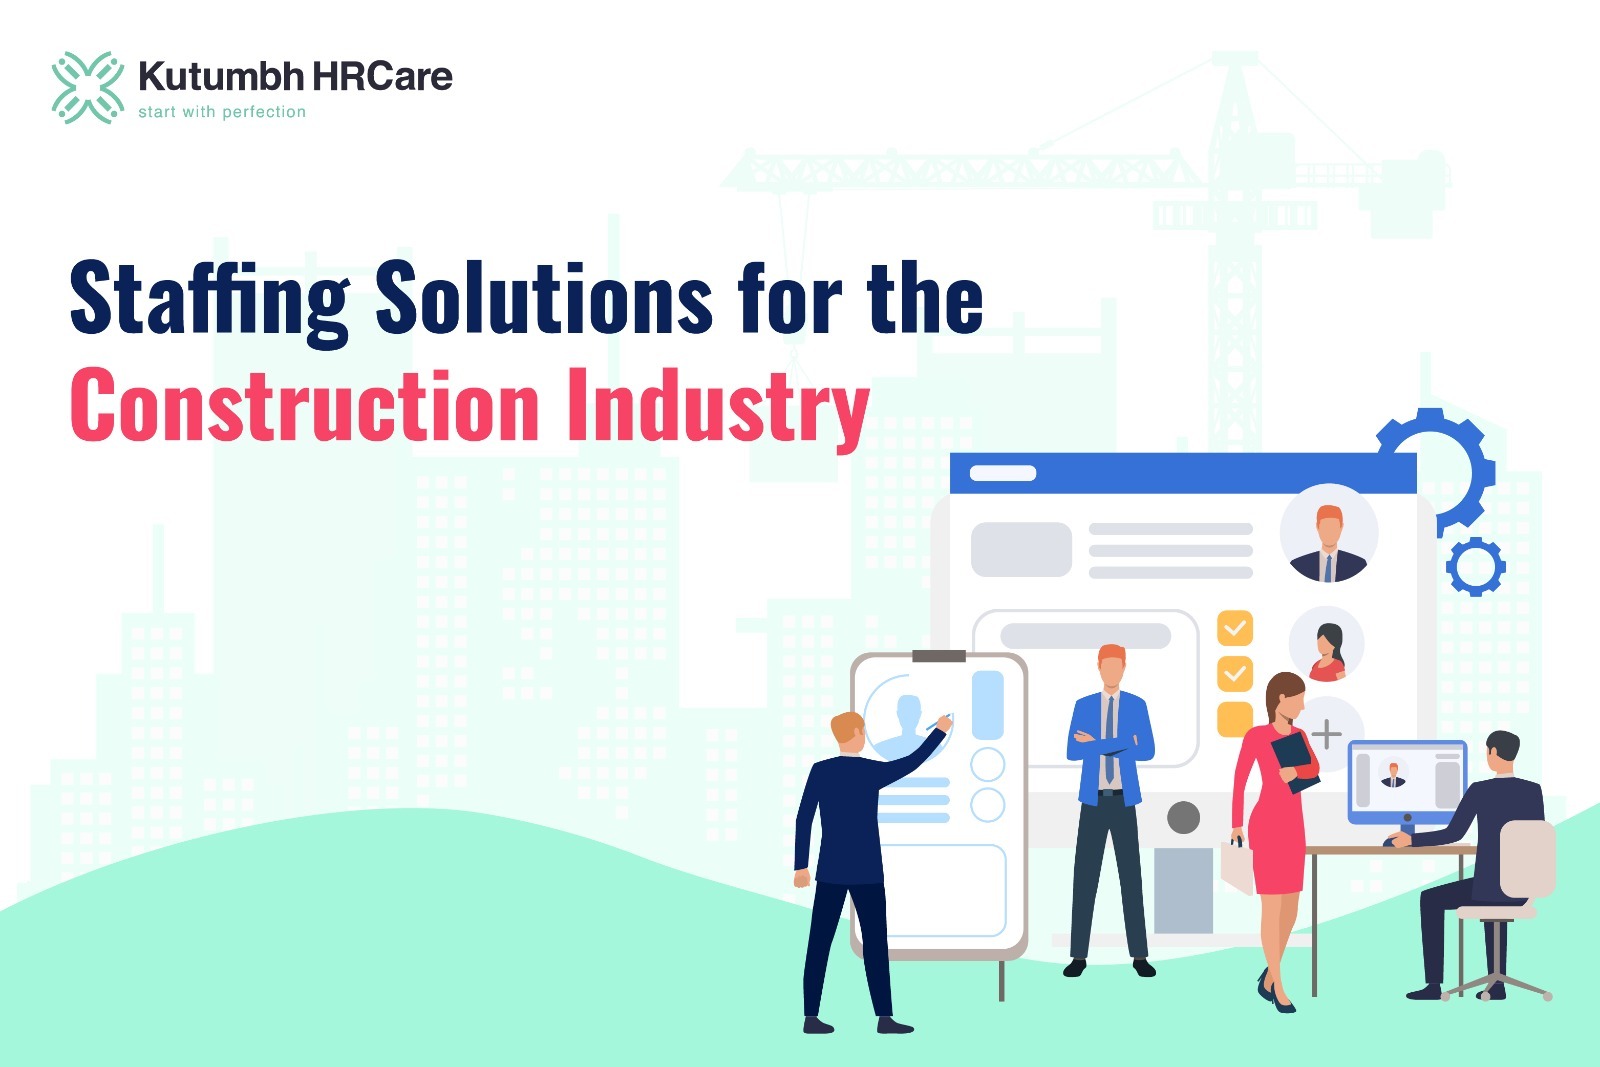 Kutumbh HRCare
start with perfection
Staffing Solutions for the
Construction Industry